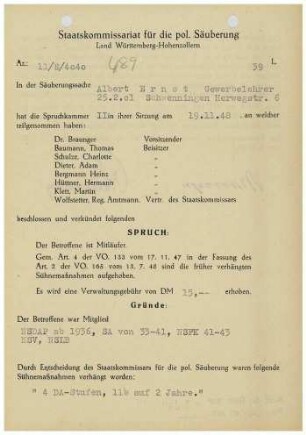 Staatskommissariat für die pol. Säuberung
Land Württemberg-Hohenzollern
Az: 11/B/4040 489 59 L
In der Säuberungssache
Albert Ernst Gewerbelehrer
25.2.01 Schwenningen Herwegstr. 6
hat die Spruchkammer II in ihrer Sitzung am 19.11.48. an welcher
teilgenommen haben:
Dr. Vorsitzender
Baumann, Thomas Beisitzer
Schulze, Charlotte "
Dieter, Adam "
Bergmann Heinz "
Hüttner, Hermann "
Klett, Martin "
Wolfstetter, Reg. Amtmann. Vertr. des Staatskommissars
beschlossen und verkündet folgenden
SPRUCH:
Der Betroffene ist Mitläufer.
Gem. Art. 4 der VO. 133 vom 17. 11. 47 in der Fassung des
Art. 2 der VO. 165 vom 13. 7. 48 sind die früher verhängten
Sühnemaßnahmen aufgehoben.
Es wird eine Verwaltungsgebühr von DM 15,-- erhoben.
Gründe:
Der Betroffene war Mitglied
NSDAP ab 1936, SA von 33-41, NSFK 41-43
NSV, NSLB
Durch Entscheidung des Staatskommissars für die pol. Säuberung waren folgende
Sühnemaßnahmen verhängt worden:
" 4 DA-Stufen, 11b auf 2 Jahre."